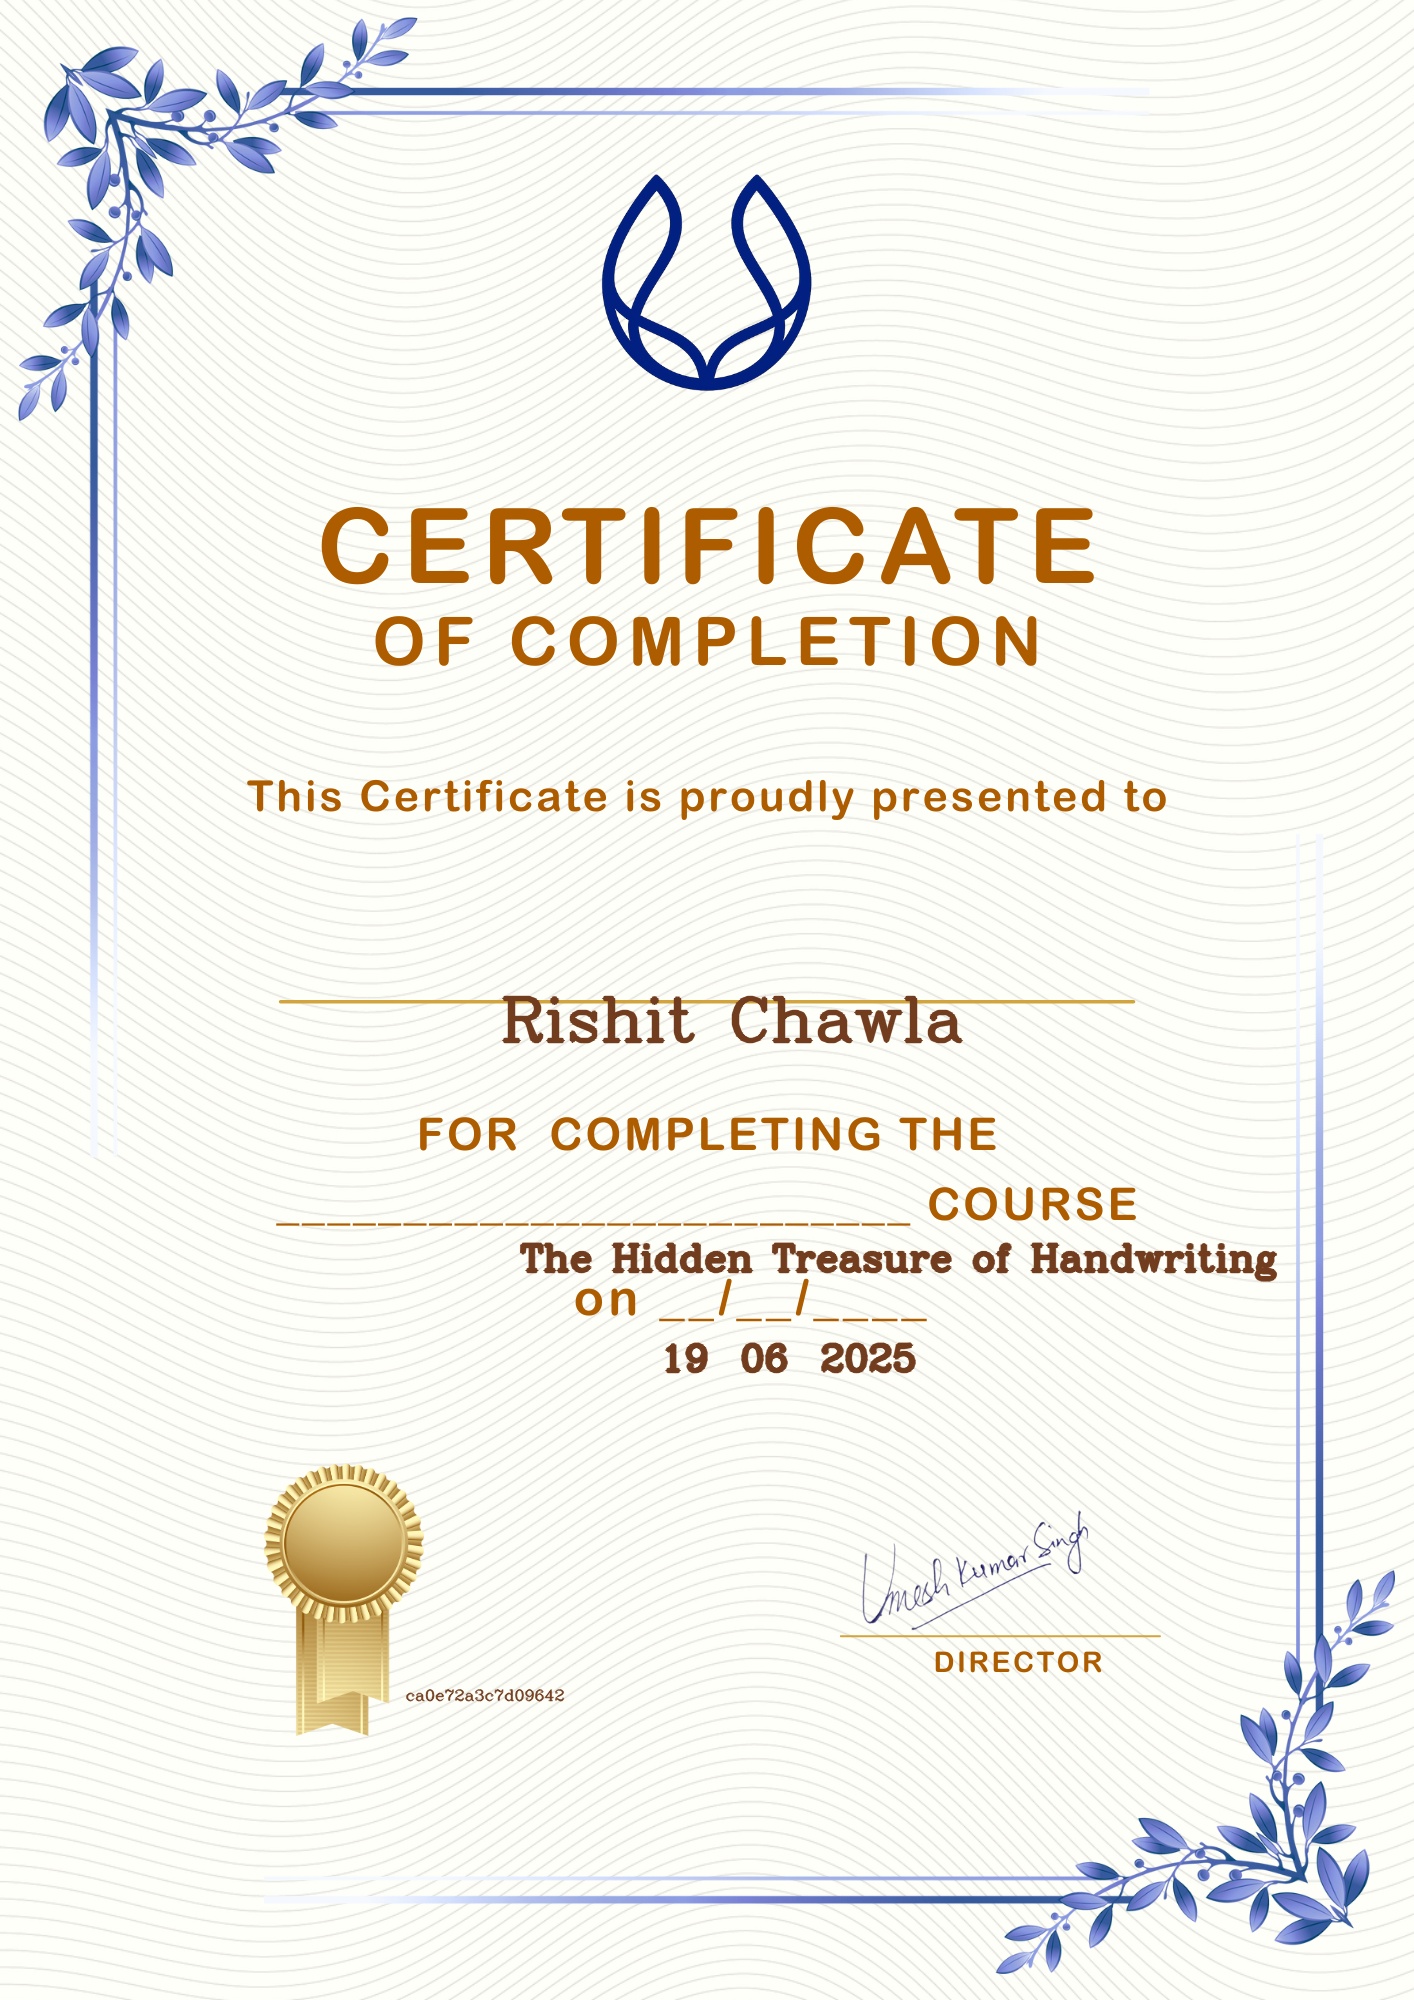 CERTIFICATE
OF COMPLETION
This Certificate is proudly presented to
Rishit Chawla
FOR COMPLETING THE
_________________________ COURSE
The Hidden Treasure of Handwriting
on __/__/____
19 06 2025
Umesh Kumar Singh
DIRECTOR
ca0e72a3c7d09642